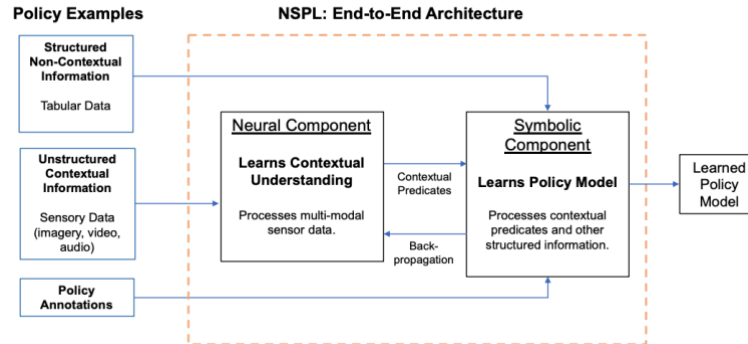 Policy Examples
NSPL: End-to-End Architecture
Structured
Non-Contextual
Information
Tabular Data
Unstructured
Contextual
Information
Sensory Data
(imagery, video,
audio)
Policy
Annotations
Neural Component
Learns Contextual
Understanding
Processes multi-modal
sensor data.
Contextual
Predicates
Back-
propagation
Symbolic
Component
Learns Policy Model
Processes contextual
predicates and other
structured information.
Learned
Policy
Model